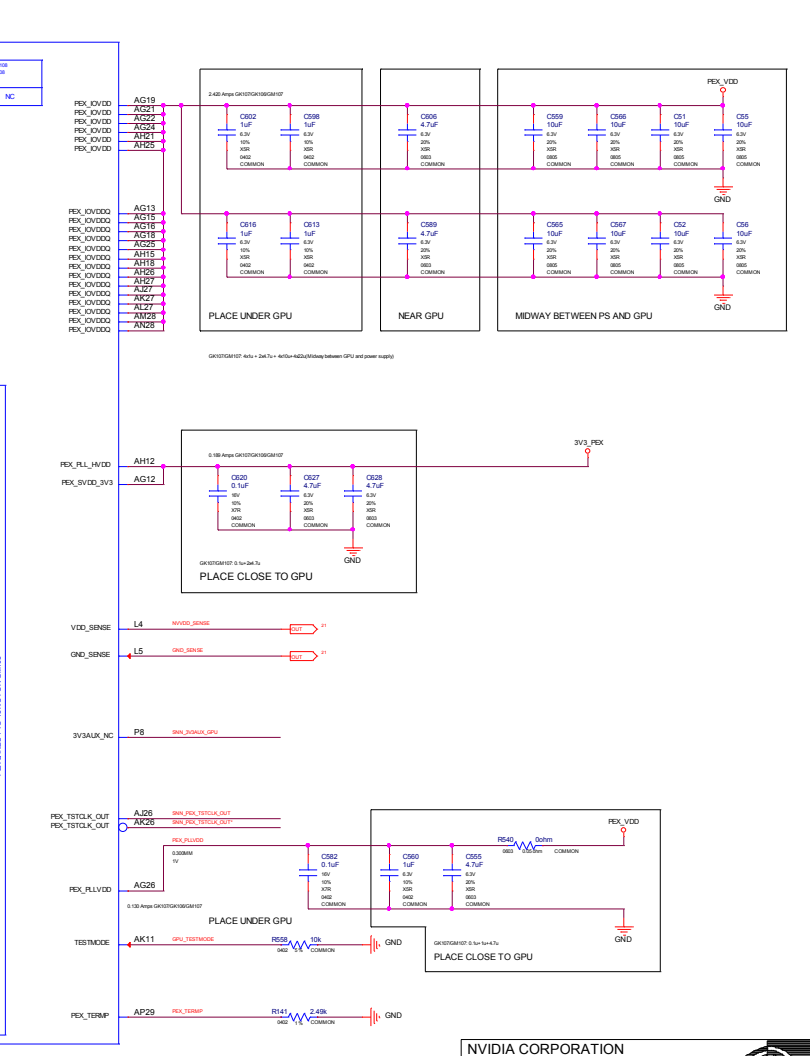 NC
PEX_IOVDD AG19
PEX_IOVDD AG21
PEX_IOVDD AG22
PEX_IOVDD AG24
PEX_IOVDD AH21
PEX_IOVDD AH25
2.420 Amps GK107/GK106/GM107
PEX_VDD
C602
1uF
6.3V
10%
X5R
0402
COMMON
C598
1uF
6.3V
10%
X5R
0402
COMMON
C606
4.7uF
6.3V
20%
X5R
0603
COMMON
C559
10uF
6.3V
20%
X5R
0805
COMMON
C566
10uF
6.3V
20%
X5R
0805
COMMON
C51
10uF
6.3V
20%
X5R
0805
COMMON
C55
10uF
6.3V
20%
X5R
0805
COMMON
GND
PEX_IOVDDQ AG13
PEX_IOVDDQ AG15
PEX_IOVDDQ AG16
PEX_IOVDDQ AG18
PEX_IOVDDQ AG25
PEX_IOVDDQ AH15
PEX_IOVDDQ AH18
PEX_IOVDDQ AH26
PEX_IOVDDQ AH27
PEX_IOVDDQ AJ27
PEX_IOVDDQ AK27
PEX_IOVDDQ AL27
PEX_IOVDDQ AM28
PEX_IOVDDQ AN28
C616
1uF
6.3V
10%
X5R
0402
COMMON
C613
1uF
6.3V
10%
X5R
0402
COMMON
C589
4.7uF
6.3V
20%
X5R
0603
COMMON
C565
10uF
6.3V
20%
X5R
0805
COMMON
C567
10uF
6.3V
20%
X5R
0805
COMMON
C52
10uF
6.3V
20%
X5R
0805
COMMON
C56
10uF
6.3V
20%
X5R
0805
COMMON
GND
PLACE UNDER GPU
NEAR GPU
MIDWAY BETWEEN PS AND GPU
GK107/GM107: 4x1u + 2x4.7u + 4x10u+4x22u(Midway between GPU and power supply)
PEX_PLL_HVDD AH12
PEX_SVDD_3V3 AG12
0.189 Amps GK107/GK106/GM107
3V3_PEX
C620
0.1uF
16V
10%
X7R
0402
COMMON
C627
4.7uF
6.3V
20%
X5R
0603
COMMON
C628
4.7uF
6.3V
20%
X5R
0603
COMMON
GND
GK107/GM107: 0.1u+2x4.7u
PLACE CLOSE TO GPU
VDD_SENSE L4 NVVDD_SENSE OUT 21
GND_SENSE L5 GND_SENSE OUT 21
3V3AUX_NC P8 SNN_3V3AUX_GPU
PEX_TSTCLK_OUT AJ26 SNN_PEX_TSTCLK_OUT
PEX_TSTCLK_OUT AK26 SNN_PEX_TSTCLK_OUT*
PEX_PLLVDD
0.300MM
1V
PEX_PLLVDD AG26
0.130 Amps GK107/GK106/GM107
C582
0.1uF
16V
10%
X7R
0402
COMMON
C560
1uF
6.3V
10%
X5R
0402
COMMON
C555
4.7uF
6.3V
20%
X5R
0603
COMMON
PEX_VDD
R540 0ohm
0603 0.05 ohm COMMON
GND
PLACE UNDER GPU
GK107/GM107: 0.1u+1u+4.7u
PLACE CLOSE TO GPU
TESTMODE AK11 GPU_TESTMODE
R558 10k
0402 5% COMMON
GND
PEX_TERMP AP29 PEX_TERMP
R141 2.49k
0402 1% COMMON
GND
NVIDIA CORPORATION